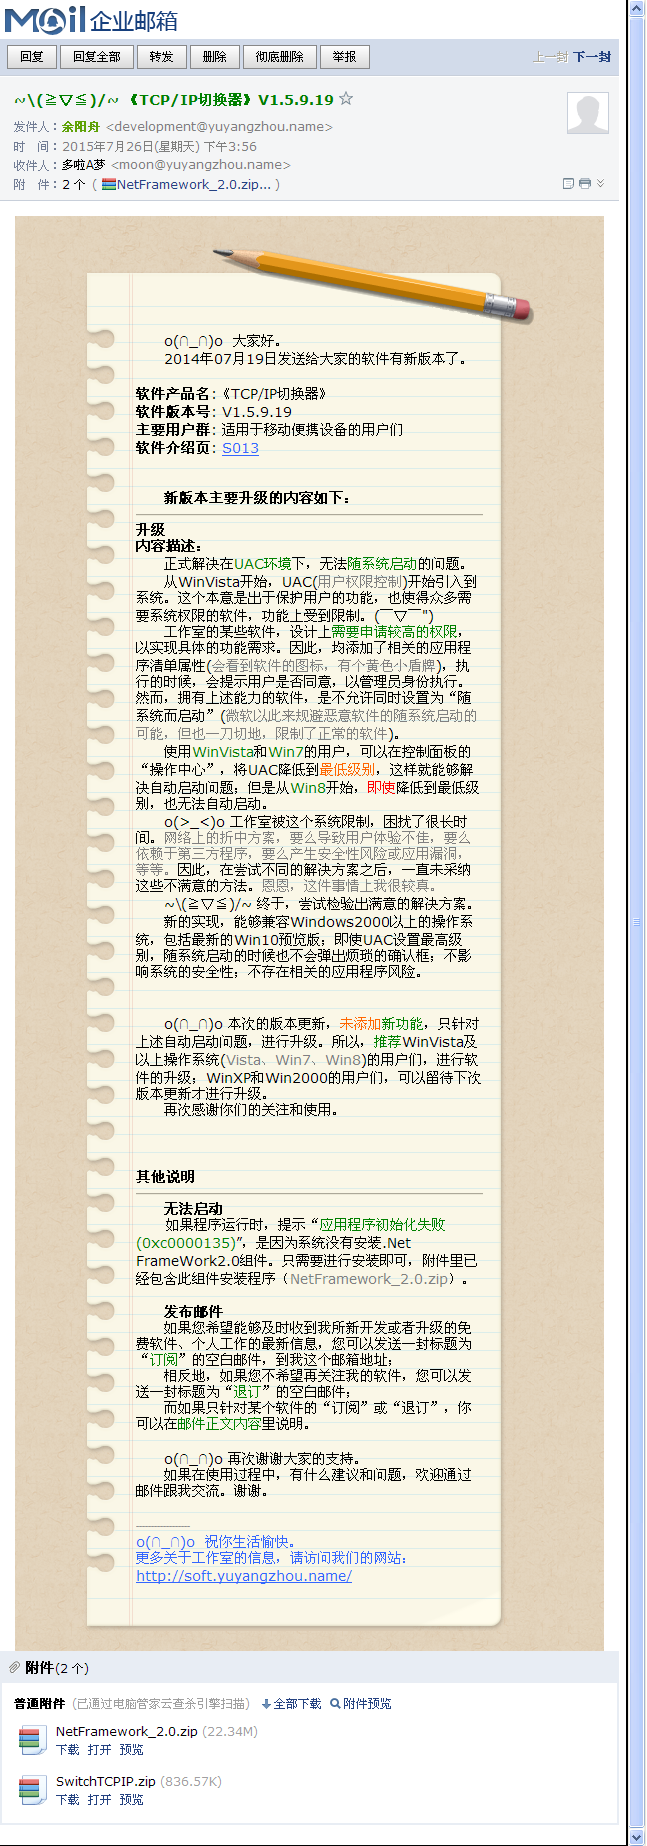 Mail 企业邮箱
回复 回复全部 转发 删除 彻底删除 举报 上一封 下一封
~\(≧▽≦)/~ 《TCP/IP切换器》V1.5.9.19 ☆
发件人：余阳舟 <development@yuyangzhou.name>
时 间：2015年7月26日(星期天) 下午3:56
收件人：多啦A梦 <moon@yuyangzhou.name>
附 件：2 个 ( NetFramework_2.0.zip... )
o(∩_∩)o 大家好。
2014年07月19日发送给大家的软件有新版本了。
软件产品名：《TCP/IP切换器》
软件版本号：V1.5.9.19
主要用户群：适用于移动便携设备的用户们
软件介绍页：S013
新版本主要升级的内容如下：
升级
内容描述：
正式解决在UAC环境下，无法随系统启动的问题。
从WinVista开始，UAC(用户权限控制)开始引入到
系统。这个本意是出于保护用户的功能，也使得众多需
要系统权限的软件，功能上受到限制。(￣▽￣")
工作室的某些软件，设计上需要申请较高的权限，
以实现具体的功能需求。因此，均添加了相关的应用程
序清单属性(会看到软件的图标，有个黄色小盾牌)，执
行的时候，会提示用户是否同意，以管理员身份执行。
然而，拥有上述能力的软件，是不允许同时设置为“随
系统而启动”(微软以此来规避恶意软件的随系统启动的
可能，但也一刀切地，限制了正常的软件)。
使用WinVista和Win7的用户，可以在控制面板的
“操作中心”，将UAC降低到最低级别，这样就能够解
决自动启动问题；但是从Win8开始，即使降低到最低级
别，也无法自动启动。
o(>_<)o 工作室被这个系统限制，困扰了很长时
间。网络上的折中方案，要么导致用户体验不佳，要么
依赖于第三方程序，要么产生安全性风险或应用漏洞，
等等。因此，在尝试不同的解决方案之后，一直未采纳
这些不满意的方法。恩恩，这件事情上我很较真。
~\(≧▽≦)/~ 终于，尝试检验出满意的解决方案。
新的实现，能够兼容Windows2000以上的操作系
统，包括最新的Win10预览版；即使UAC设置最高级
别，随系统启动的时候也不会弹出烦琐的确认框；不影
响系统的安全性；不存在相关的应用程序风险。
o(∩_∩)o 本次的版本更新，未添加新功能，只针对
上述自动启动问题，进行升级。所以，推荐WinVista及
以上操作系统(Vista、Win7、Win8)的用户们，进行软
件的升级；WinXP和Win2000的用户们，可以留待下次
版本更新才进行升级。
再次感谢你们的关注和使用。
其他说明
无法启动
如果程序运行时，提示“应用程序初始化失败
(0xc0000135)”，是因为系统没有安装.Net
FrameWork2.0组件。只需要进行安装即可，附件里已
经包含此组件安装程序（NetFramework_2.0.zip）。
发布邮件
如果您希望能够及时收到我所新开发或者升级的免
费软件、个人工作的最新信息，您可以发送一封标题为
“订阅”的空白邮件，到我这个邮箱地址；
相反地，如果您不希望再关注我的软件，您可以发
送一封标题为“退订”的空白邮件；
而如果只针对某个软件的“订阅”或“退订”，你
可以在邮件正文内容里说明。
o(∩_∩)o 再次谢谢大家的支持。
如果在使用过程中，有什么建议和问题，欢迎通过
邮件跟我交流。谢谢。
o(∩_∩)o 祝你生活愉快。
更多关于工作室的信息，请访问我们的网站：
http://soft.yuyangzhou.name/
附件(2 个)
普通附件 (已通过电脑管家云查杀引擎扫描) 全部下载 附件预览
NetFramework_2.0.zip (22.34M)
下载 打开 预览
SwitchTCPIP.zip (836.57K)
下载 打开 预览